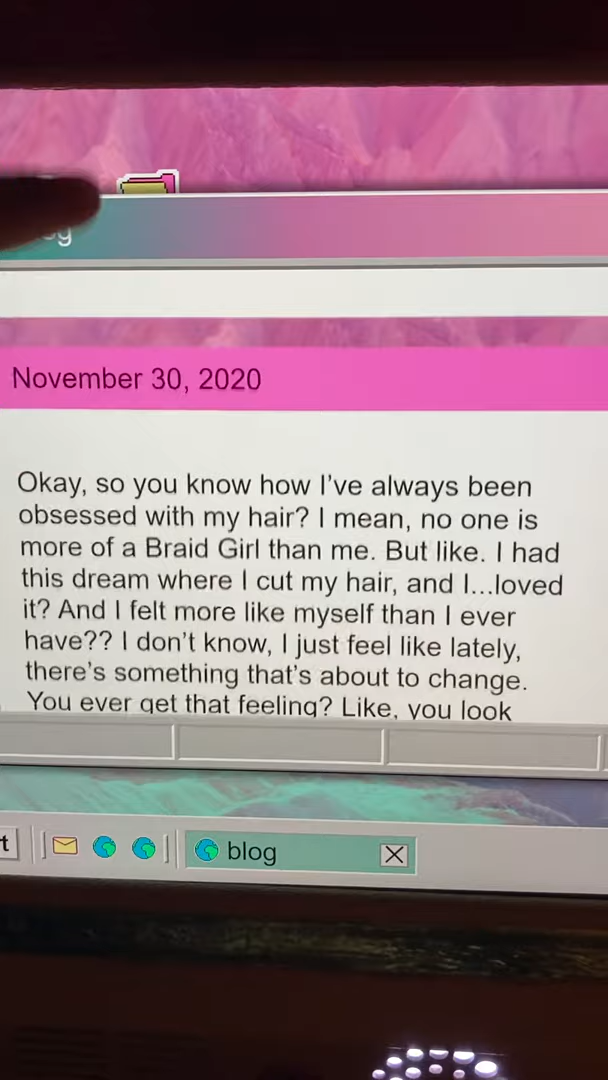 November 30, 2020
Okay, so you know how I've always been
obsessed with my hair? I mean, no one is
more of a Braid Girl than me. But like. I had
this dream where I cut my hair, and I...loved
it? And I felt more like myself than I ever
have?? I don't know, I just feel like lately,
there's something that's about to change.
You ever get that feeling? Like, you look
t
blog